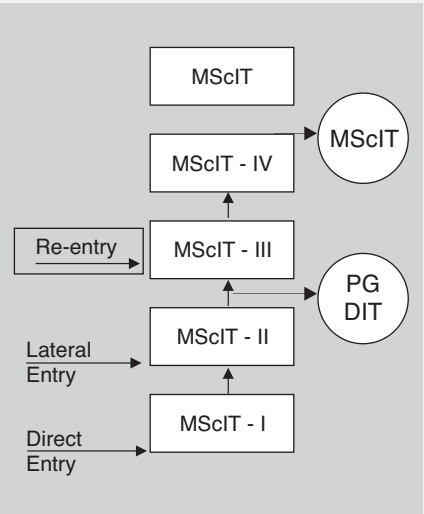 MScIT
MScIT
MScIT - IV
Re-entry
MScIT - III
PG
DIT
MScIT - II
Lateral
Entry
MScIT - I
Direct
Entry